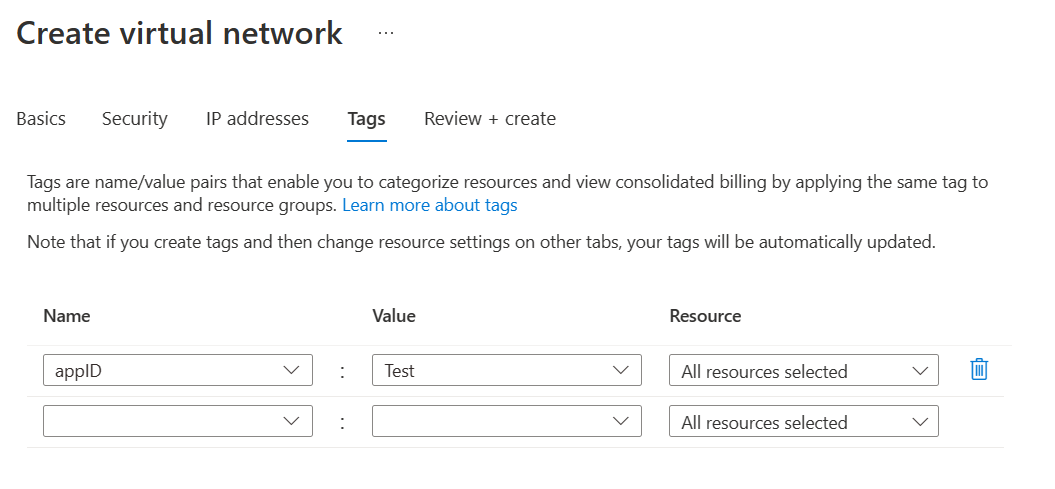 Create virtual network ...
Basics Security IP addresses Tags Review + create
Tags are name/value pairs that enable you to categorize resources and view consolidated billing by applying the same tag to
multiple resources and resource groups. Learn more about tags
Note that if you create tags and then change resource settings on other tabs, your tags will be automatically updated.
Name Value Resource
appID : Test All resources selected
: All resources selected